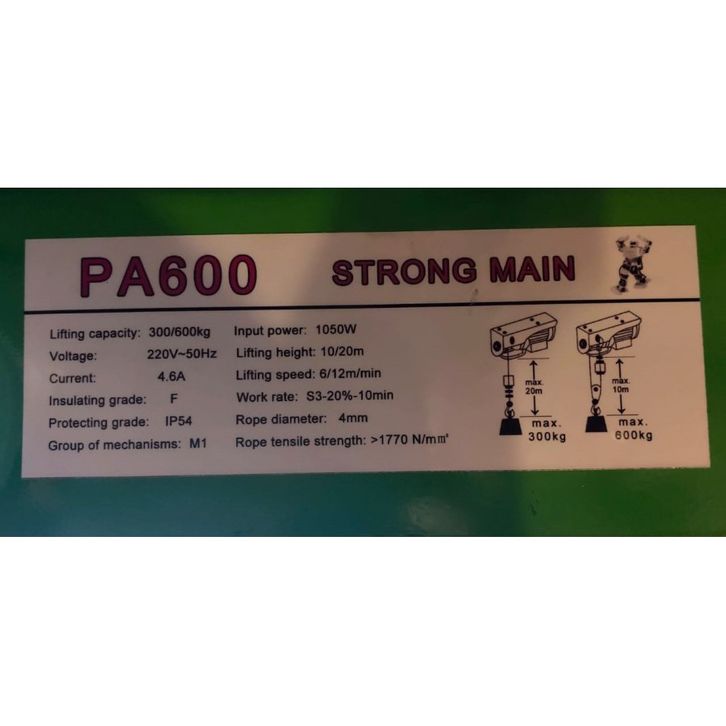 PA600 STRONG MAIN
Lifting capacity: 300/600kg
Voltage: 220V~50Hz
Current: 4.6A
Insulating grade: F
Protecting grade: IP54
Group of mechanisms: M1
Input power: 1050W
Lifting height: 10/20m
Lifting speed: 6/12m/min
Work rate: S3-20%-10min
Rope diameter: 4mm
Rope tensile strength: >1770 N/m㎡
max.
20m
max.
300kg
max.
10m
max.
600kg